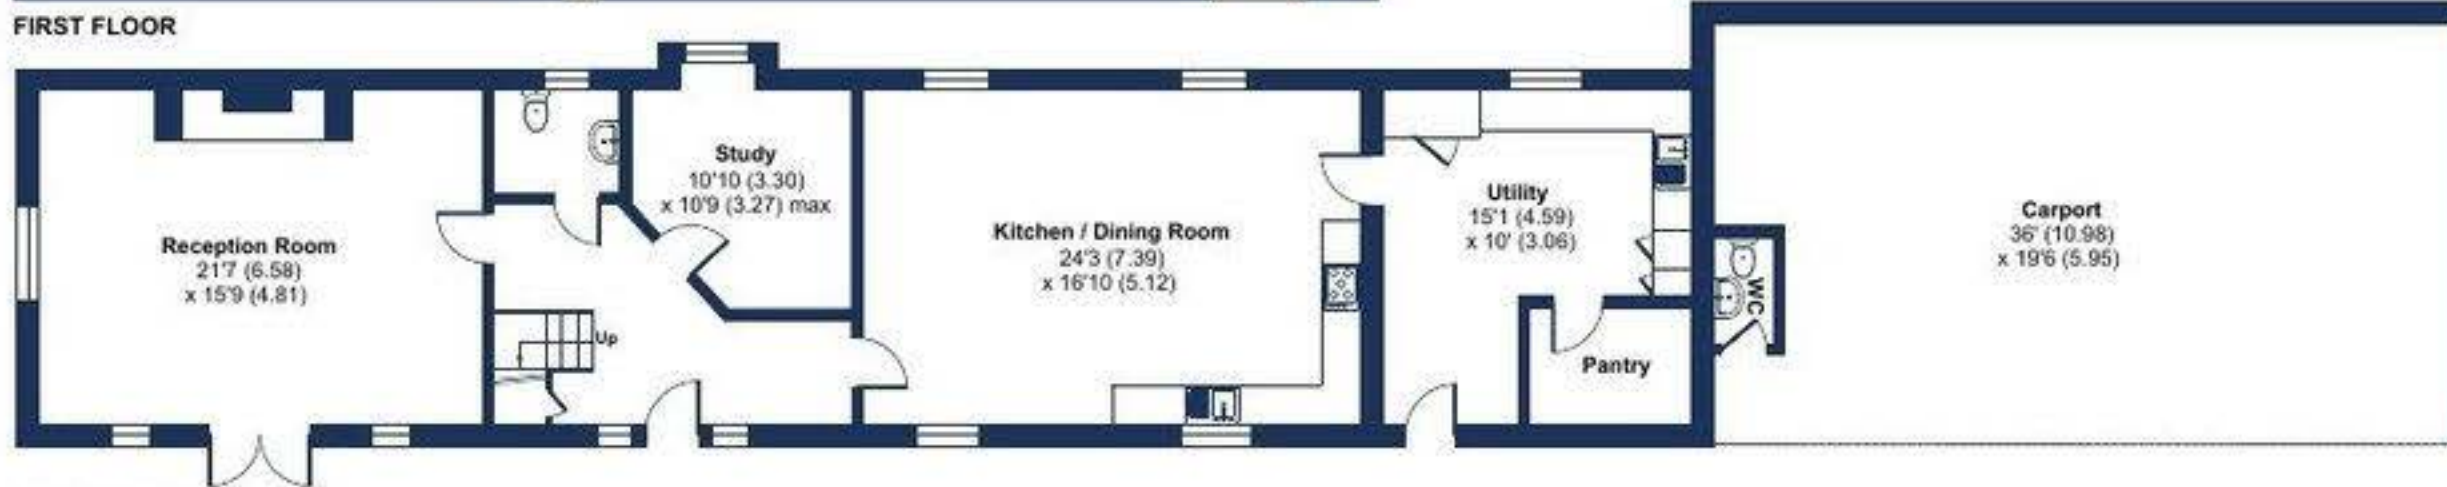 FIRST FLOOR
Reception Room
21'7 (6.58)
x 15'9 (4.81)
Study
10'10 (3.30)
x 10'9 (3.27) max
Up
Kitchen / Dining Room
24'3 (7.39)
x 16'10 (5.12)
Utility
15'1 (4.59)
x 10' (3.06)
Pantry
WC
Carport
36' (10.98)
x 19'6 (5.95)